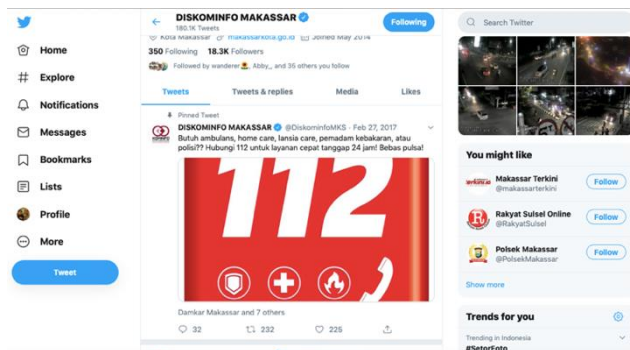 DISKOMINFO MAKASSAR
180.1K Tweets
Following
Kota Makassar makassarkota.go.id Joined May 2014
350 Following 18.3K Followers
Followed by wanderer, Abby,, and 35 others you follow
Tweets Tweets & replies Media Likes
Pinned Tweet
DISKOMINFO MAKASSAR @DiskominfoMKS · Feb 27, 2017
Butuh ambulans, home care, lansia care, pemadam kebakaran, atau
polisi?? Hubungi 112 untuk layanan cepat tanggap 24 jam! Bebas pulsa!
112
Damkar Makassar and 7 others
32 232 225
Home
Explore
Notifications
Messages
Bookmarks
Lists
Profile
More
Tweet
Search Twitter
You might like
Makassar Terkini
@makassarterkini
Follow
Rakyat Sulsel Online
@RakyatSulsel
Follow
Polsek Makassar
@PolsekMakassar
Follow
Show more
Trends for you
Trending in Indonesia
#SetorFoto